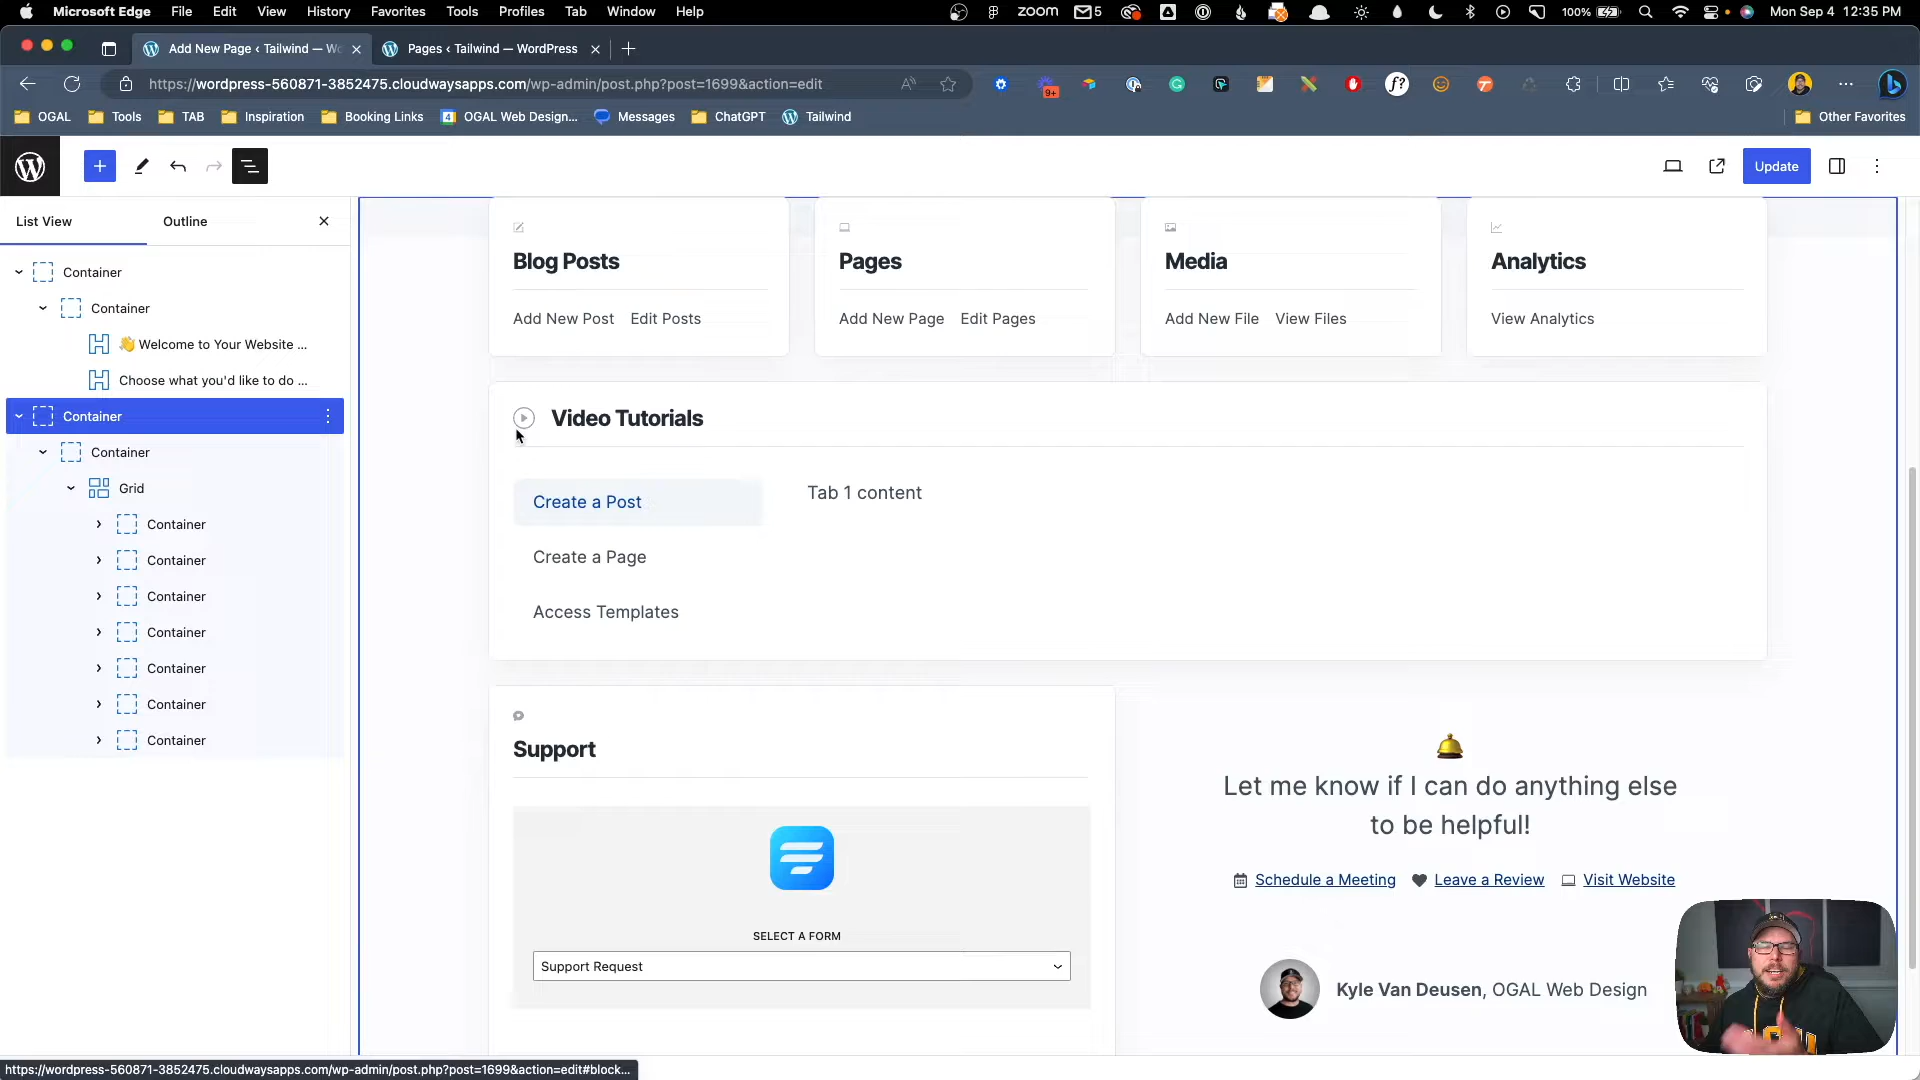 Microsoft Edge File Edit View History Favorites Tools Profiles Tab Window Help
zoom 5 100% Mon Sep 4 12:35 PM
Add New Page ‹ Tailwind — Wo
Pages ‹ Tailwind — WordPress
https://wordpress-560871-3852475.cloudwaysapps.com/wp-admin/post.php?post=1699&action=edit
9+
f?
OGAL Tools TAB Inspiration Booking Links OGAL Web Design... Messages ChatGPT Tailwind Other Favorites
Update
List View Outline
Container
Container
👋 Welcome to Your Website ...
Choose what you'd like to do ...
Container
Container
Grid
Container
Container
Container
Container
Container
Container
Container
Blog Posts
Add New Post Edit Posts
Pages
Add New Page Edit Pages
Media
Add New File View Files
Analytics
View Analytics
Video Tutorials
Create a Post
Create a Page
Access Templates
Tab 1 content
Support
SELECT A FORM
Support Request
Let me know if I can do anything else
to be helpful!
Schedule a Meeting Leave a Review Visit Website
Kyle Van Deusen, OGAL Web Design
https://wordpress-560871-3852475.cloudwaysapps.com/wp-admin/post.php?post=1699&action=edit#block...